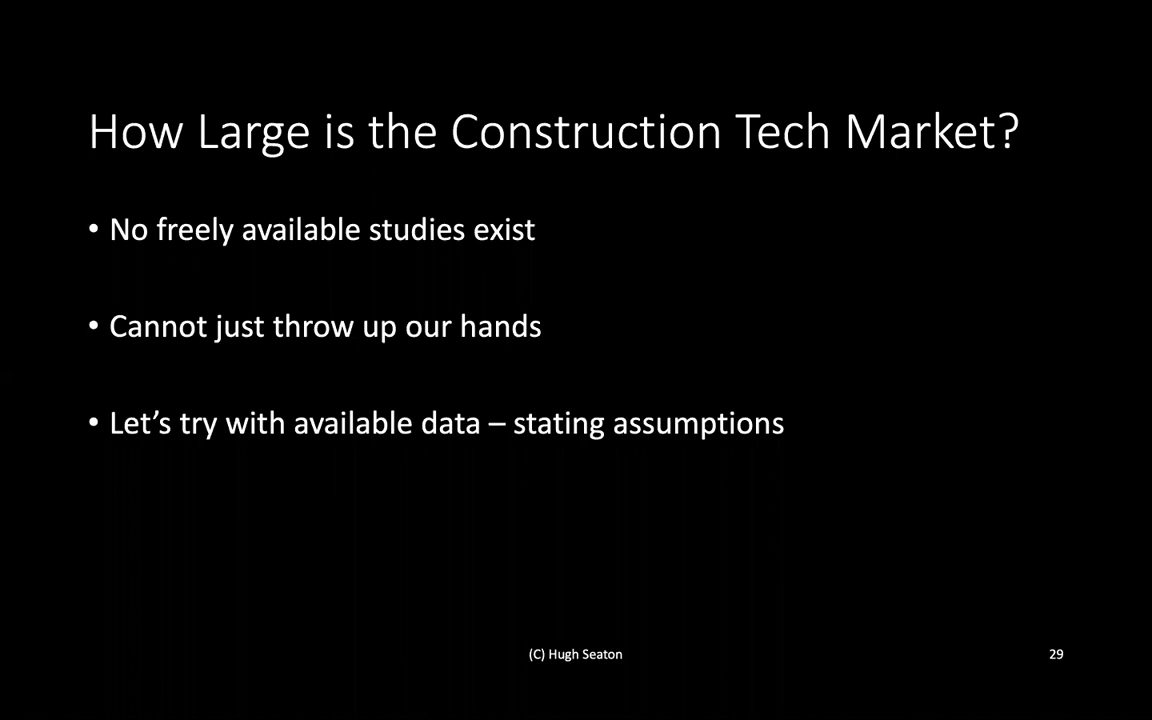 How Large is the Construction Tech Market?
• No freely available studies exist
• Cannot just throw up our hands
• Let’s try with available data – stating assumptions
(C) Hugh Seaton
29